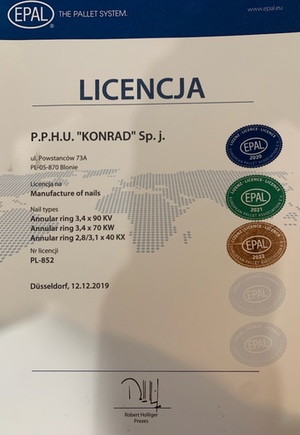 EPAL® THE PALLET SYSTEM. www.epal.eu
LICENCJA
P.P.H.U. "KONRAD" Sp. j.
ul. Powstańców 73A
PL-05-870 Błonie
Licencja na
Manufacture of nails
Nail types
Annular ring 3,4 x 90 KV
Annular ring 3,4 x 70 KW
Annular ring 2,8/3,1 x 40 KX
Nr licencji
PL-852
Düsseldorf, 12.12.2019
EPAL
2020
EPAL
2021
EPAL
2022
EPAL
EPAL
Robert Holliger
Prezes